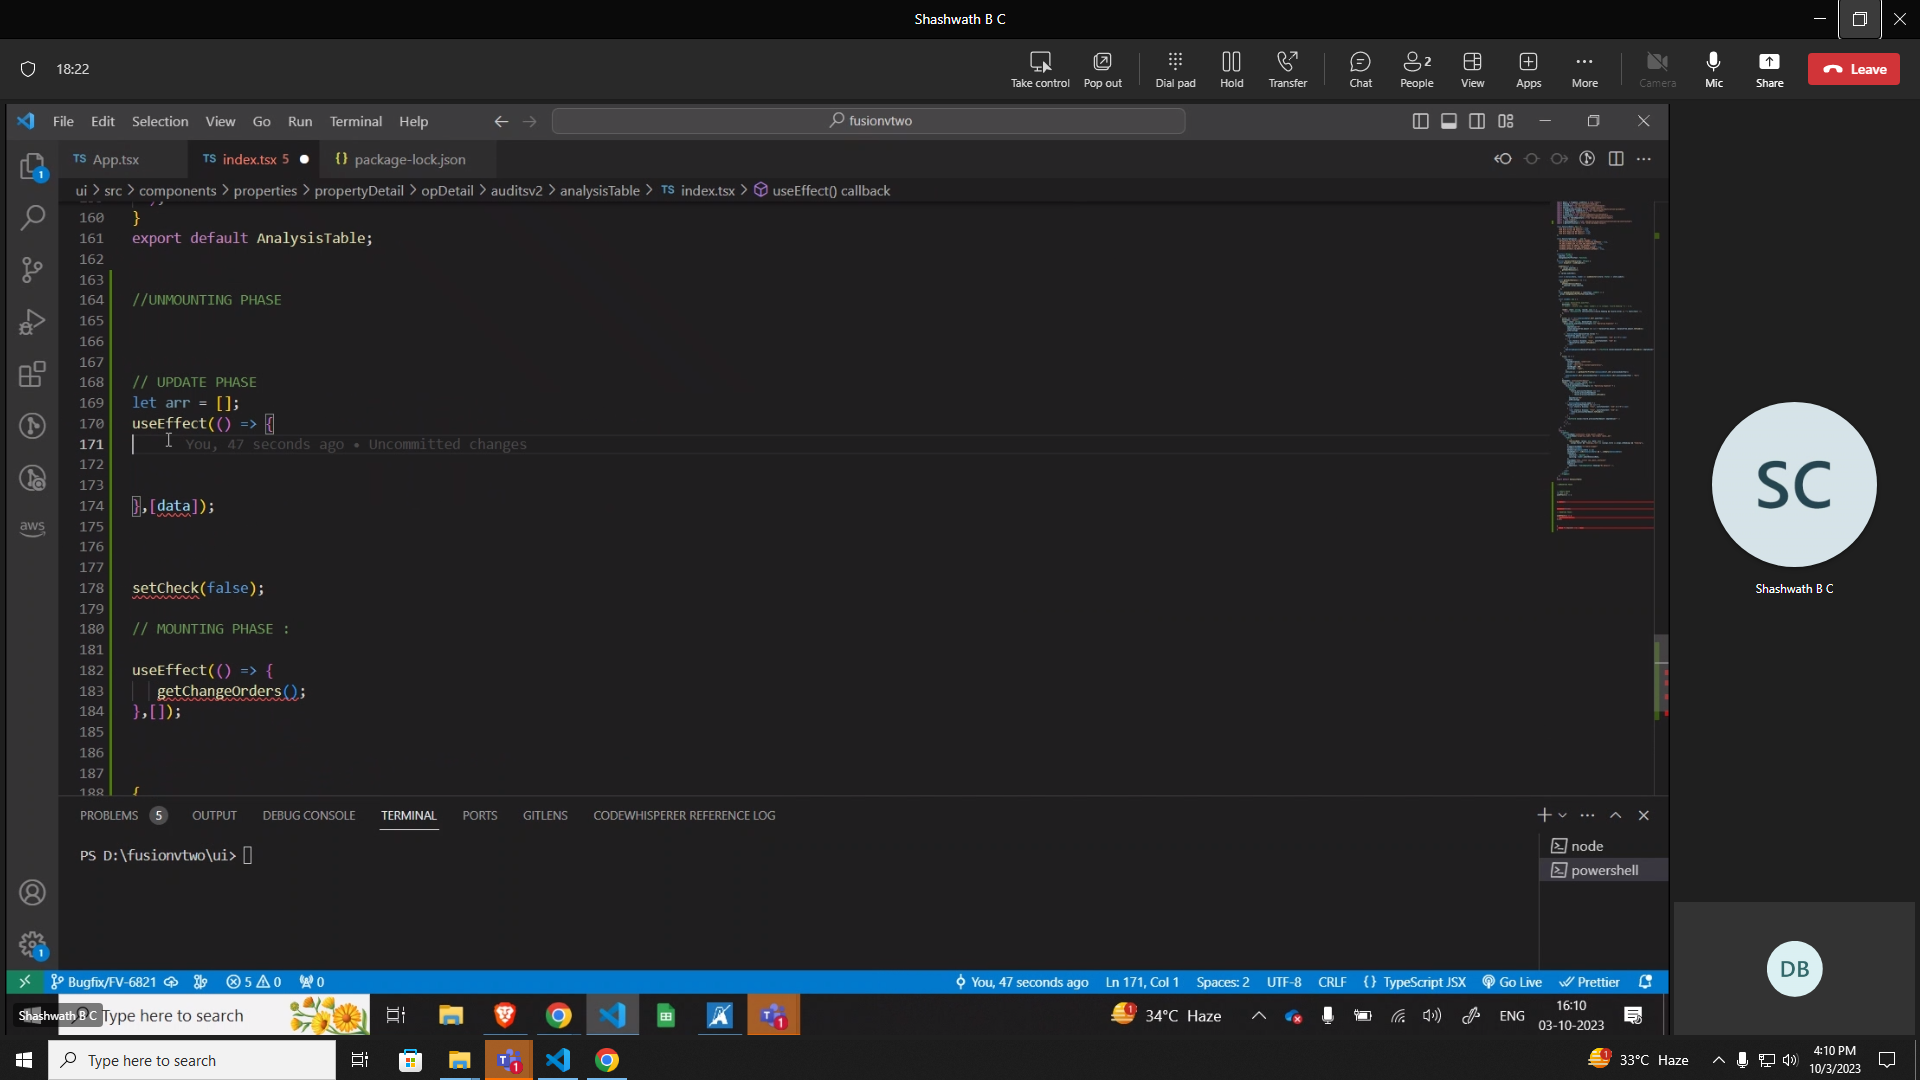 Shashwath B C
18:22
Take control
Pop out
Dial pad
Hold
Transfer
Chat
2
People
View
Apps
More
Camera
Mic
Share
Leave
File Edit Selection View Go Run Terminal Help
fusionvtwo
1
TS App.tsx
TS index.tsx 5
{} package-lock.json
ui > src > components > properties > propertyDetail > opDetail > auditsv2 > analysisTable > TS index.tsx > useEffect() callback
160 }
161 export default AnalysisTable;
162
163
164 //UNMOUNTING PHASE
165
166
167
168 // UPDATE PHASE
169 let arr = [];
170 useEffect(() => {
171 You, 47 seconds ago • Uncommitted changes
172
173
174 },[data]);
175
176
177
178 setCheck(false);
179
180 // MOUNTING PHASE :
181
182 useEffect(() => {
183 getChangeOrders();
184 },[]);
185
186
187
188 {
aws
SC
Shashwath B C
PROBLEMS 5 OUTPUT DEBUG CONSOLE TERMINAL PORTS GITLENS CODEWHISPERER REFERENCE LOG
PS D:\fusionvtwo\ui>
node
powershell
1
DB
Bugfix/FV-6821 5 0 0 You, 47 seconds ago Ln 171, Col 1 Spaces: 2 UTF-8 CRLF {} TypeScript JSX Go Live Prettier
Shashwath B C
Type here to search
1
1
34°C Haze
ENG
16:10
03-10-2023
Type here to search
1
1
33°C Haze
4:10 PM
10/3/2023